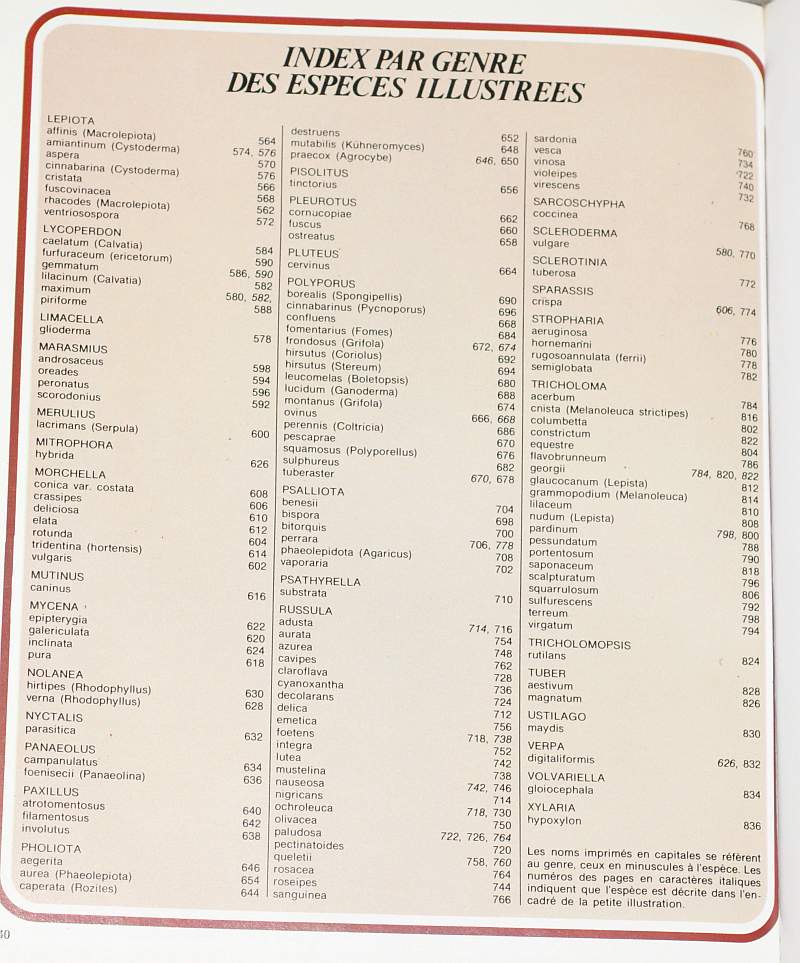 INDEX PAR GENRE
DES ESPECES ILLUSTREES
LEPIOTA
affinis (Macrolepiota) 564
amiantinum (Cystoderma) 574, 576
aspera 570
cinnabarina (Cystoderma) 576
cristata 566
fuscovinacea 568
rhacodes (Macrolepiota) 562
ventriosospora 572
LYCOPERDON
caelatum (Calvatia) 584
furfuraceum (ericetorum) 590
gemmatum 586, 590
lilacinum (Calvatia) 582
maximum 580, 582,
piriforme 588
LIMACELLA
glioderma 578
MARASMIUS
androsaceus 598
oreades 594
peronatus 596
scorodonius 592
MERULIUS
lacrimans (Serpula) 600
MITROPHORA
hybrida 626
MORCHELLA
conica var. costata 608
crassipes 606
deliciosa 610
elata 612
rotunda 604
tridentina (hortensis) 614
vulgaris 602
MUTINUS
caninus 616
MYCENA
epipterygia 622
galericulata 620
inclinata 624
pura 618
NOLANEA
hirtipes (Rhodophyllus) 630
verna (Rhodophyllus) 628
NYCTALIS
parasitica 632
PANAEOLUS
campanulatus 634
foenisecii (Panaeolina) 636
PAXILLUS
atrotomentosus 640
filamentosus 642
involutus 638
PHOLIOTA
aegerita 646
aurea (Phaeolepiota) 654
caperata (Rozites) 644
destruens 652
mutabilis (Kühneromyces) 648
praecox (Agrocybe) 646, 650
PISOLITUS
tinctorius 656
PLEUROTUS
cornucopiae 662
fuscus 660
ostreatus 658
PLUTEUS
cervinus 664
POLYPORUS
borealis (Spongipellis) 690
cinnabarinus (Pycnoporus) 696
confluens 668
fomentarius (Fomes) 684
frondosus (Grifola) 672, 674
hirsutus (Coriolus) 692
hirsutus (Stereum) 694
leucomelas (Boletopsis) 680
lucidum (Ganoderma) 688
montanus (Grifola) 674
ovinus 666, 668
perennis (Coltricia) 686
pescaprae 670
squamosus (Polyporellus) 676
sulphureus 682
tuberaster 670, 678
PSALLIOTA
benesii 704
bispora 698
bitorquis 700
perrara 706, 778
phaeolepidota (Agaricus) 708
vaporaria 702
PSATHYRELLA
substrata 710
RUSSULA
adusta 714, 716
aurata 754
azurea 748
cavipes 762
claroflava 728
cyanoxantha 736
decolarans 724
delica 712
emetica 756
foetens 718, 738
integra 752
lutea 742
mustelina 738
nauseosa 742, 746
nigricans 714
ochroleuca 718, 730
olivacea 750
paludosa 722, 726, 764
pectinatoides 720
queletii 758, 760
rosacea 764
roseipes 744
sanguinea 766
sardonia 760
vesca 734
vinosa 722
violeipes 740
virescens 732
SARCOSCHYPHA
coccinea 768
SCLERODERMA
vulgare 580, 770
SCLEROTINIA
tuberosa 772
SPARASSIS
crispa 606, 774
STROPHARIA
aeruginosa 776
hornemanni 780
rugosoannulata (ferrii) 778
semiglobata 782
TRICHOLOMA
acerbum 784
cnista (Melanoleuca strictipes) 816
columbetta 802
constrictum 822
equestre 804
flavobrunneum 786
georgii 784, 820, 822
glaucocanum (Lepista) 812
grammopodium (Melanoleuca) 814
lilaceum 810
nudum (Lepista) 808
pardinum 798, 800
pessundatum 788
portentosum 790
saponaceum 818
scalpturatum 796
squarrulosum 806
sulfurescens 792
terreum 798
virgatum 794
TRICHOLOMOPSIS
rutilans 824
TUBER
aestivum 828
magnatum 826
USTILAGO
maydis 830
VERPA
digitaliformis 626, 832
VOLVARIELLA
gloiocephala 834
XYLARIA
hypoxylon 836
Les noms imprimés en capitales se réfèrent
au genre, ceux en minuscules à l'espèce. Les
numéros des pages en caractères italiques
indiquent que l'espèce est décrite dans l'en-
cadré de la petite illustration.